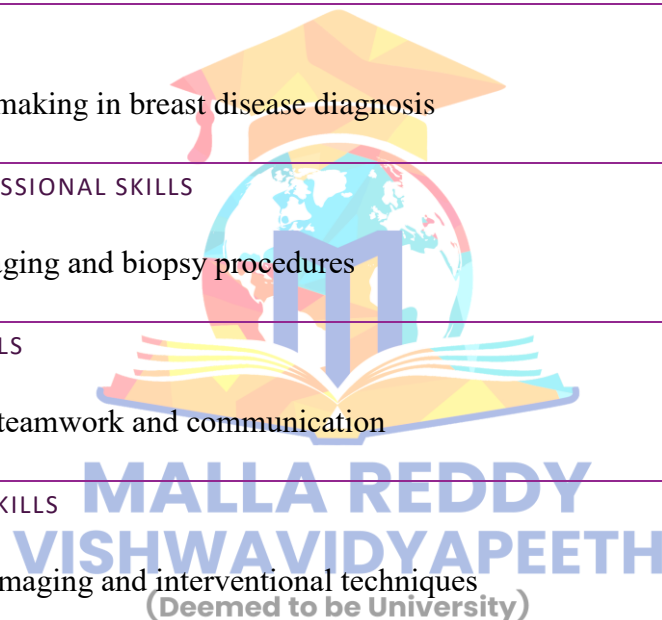 making in breast disease diagnosis
SSIONAL SKILLS
ging and biopsy procedures
LS
teamwork and communication
KILLS
MALLA REDDY
VISHWAVIDYAPEETH
maging and interventional techniques
(Deemed to be University)